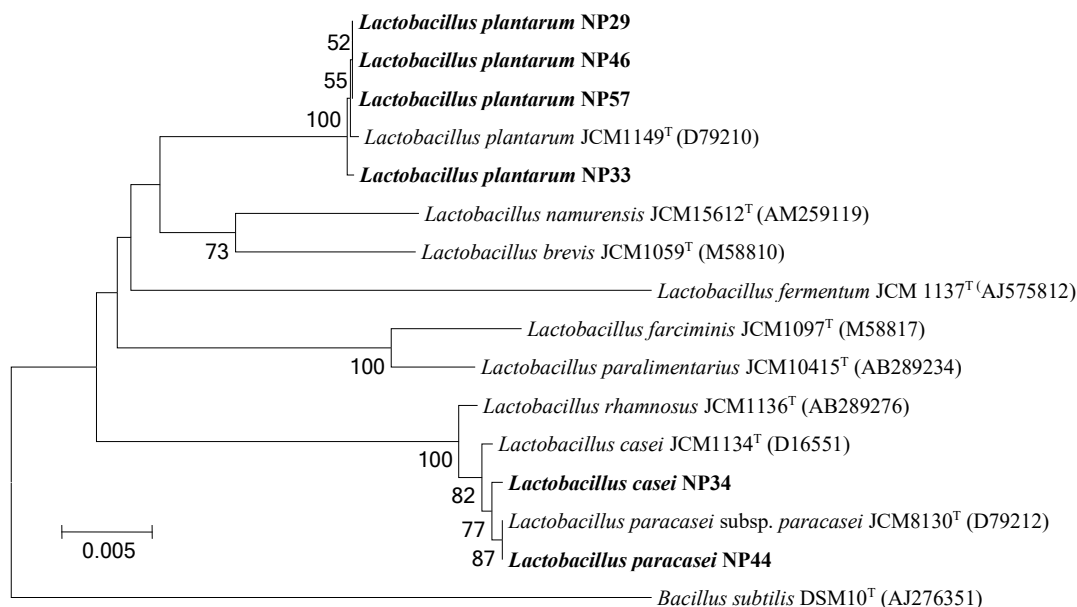 Lactobacillus plantarum NP29
52
Lactobacillus plantarum NP46
55
Lactobacillus plantarum NP57
100
Lactobacillus plantarum JCM1149ᵀ (D79210)
Lactobacillus plantarum NP33
Lactobacillus namurensis JCM15612ᵀ (AM259119)
73
Lactobacillus brevis JCM1059ᵀ (M58810)
Lactobacillus fermentum JCM 1137ᵀ⁽AJ575812)
Lactobacillus farciminis JCM1097ᵀ (M58817)
100
Lactobacillus paralimentarius JCM10415ᵀ (AB289234)
Lactobacillus rhamnosus JCM1136ᵀ (AB289276)
Lactobacillus casei JCM1134ᵀ (D16551)
100
Lactobacillus casei NP34
82
Lactobacillus paracasei subsp. paracasei JCM8130ᵀ (D79212)
77
Lactobacillus paracasei NP44
87
0.005
Bacillus subtilis DSM10ᵀ (AJ276351)